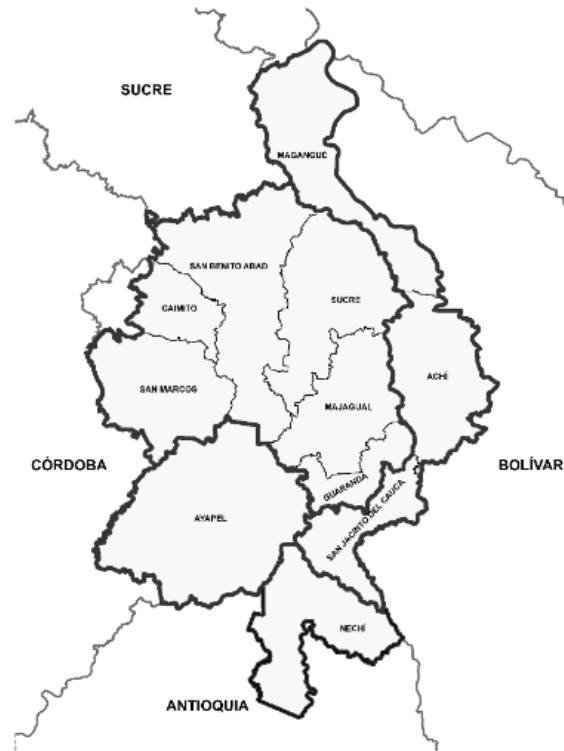 SUCRE
MAGANGUÉ
SAN BENITO ABAD
SUCRE
CAIMITO
ACHÍ
SAN MARCOS
MAJAGUAL
CÓRDOBA
BOLÍVAR
GUARANDA
SAN JACINTO DEL CAUCA
AYAPEL
NECHÍ
ANTIOQUIA